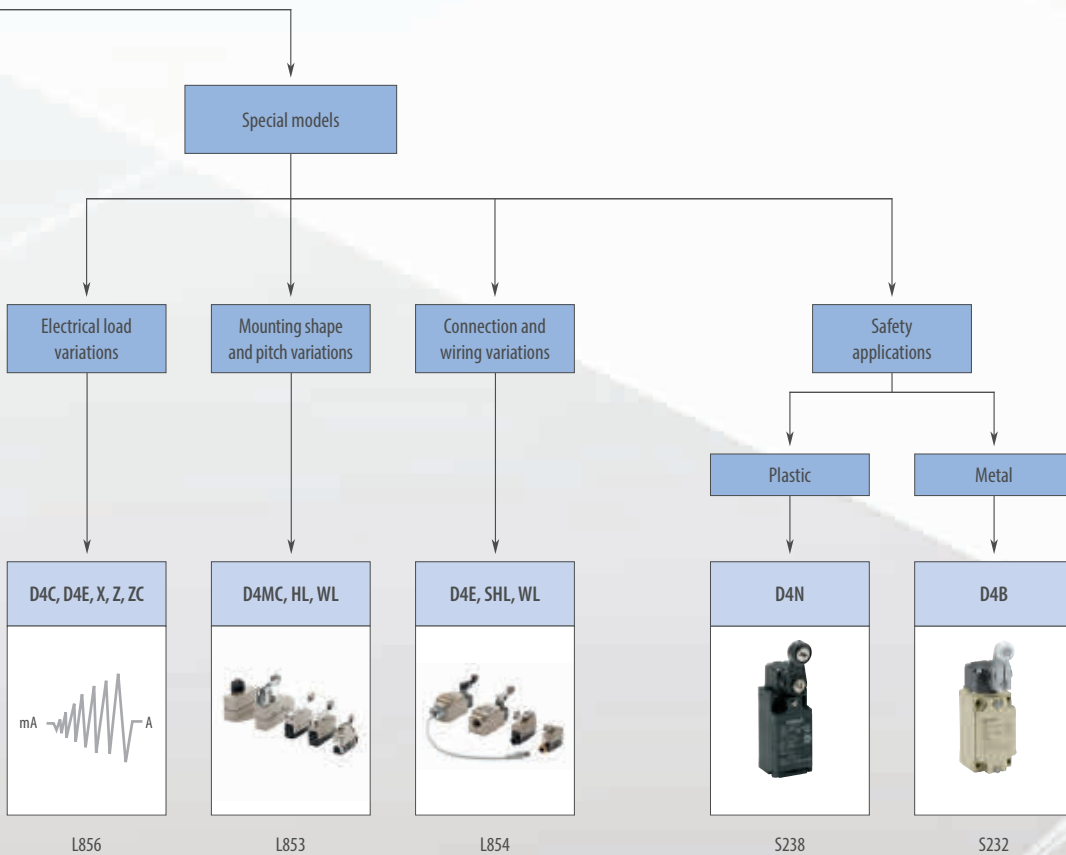 Special models
Electrical load
variations
Mounting shape
and pitch variations
Connection and
wiring variations
Safety
applications
Plastic
Metal
D4C, D4E, X, Z, ZC
D4MC, HL, WL
D4E, SHL, WL
D4N
D4B
mA
A
L856
L853
L854
S238
S232